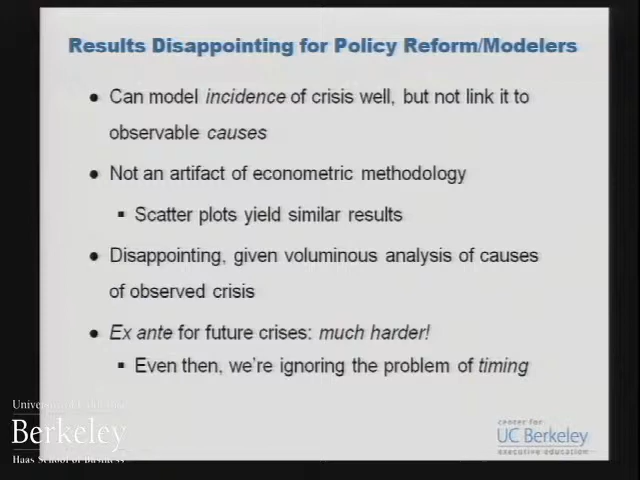 Results Disappointing for Policy Reform/Modelers
● Can model incidence of crisis well, but not link it to
observable causes
● Not an artifact of econometric methodology
▪ Scatter plots yield similar results
● Disappointing, given voluminous analysis of causes
of observed crisis
● Ex ante for future crises: much harder!
▪ Even then, we're ignoring the problem of timing
University of California
Berkeley
Haas School of Business
center for
UC Berkeley
executive education